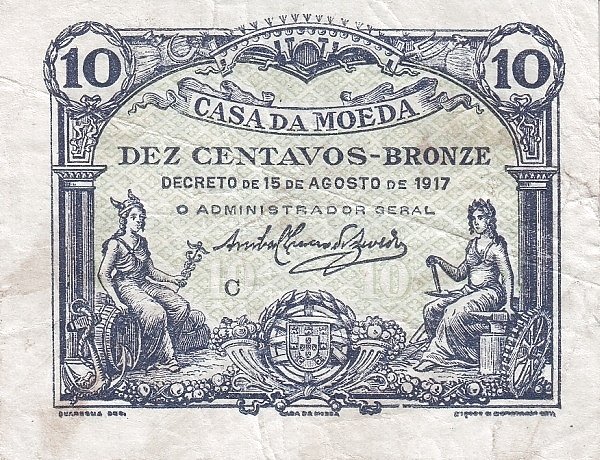 10 10
CASA DA MOEDA
DEZ CENTAVOS-BRONZE
DECRETO DE 15 DE AGOSTO DE 1917
O ADMINISTRADOR GERAL
10 10
C
CASA DA MOEDA